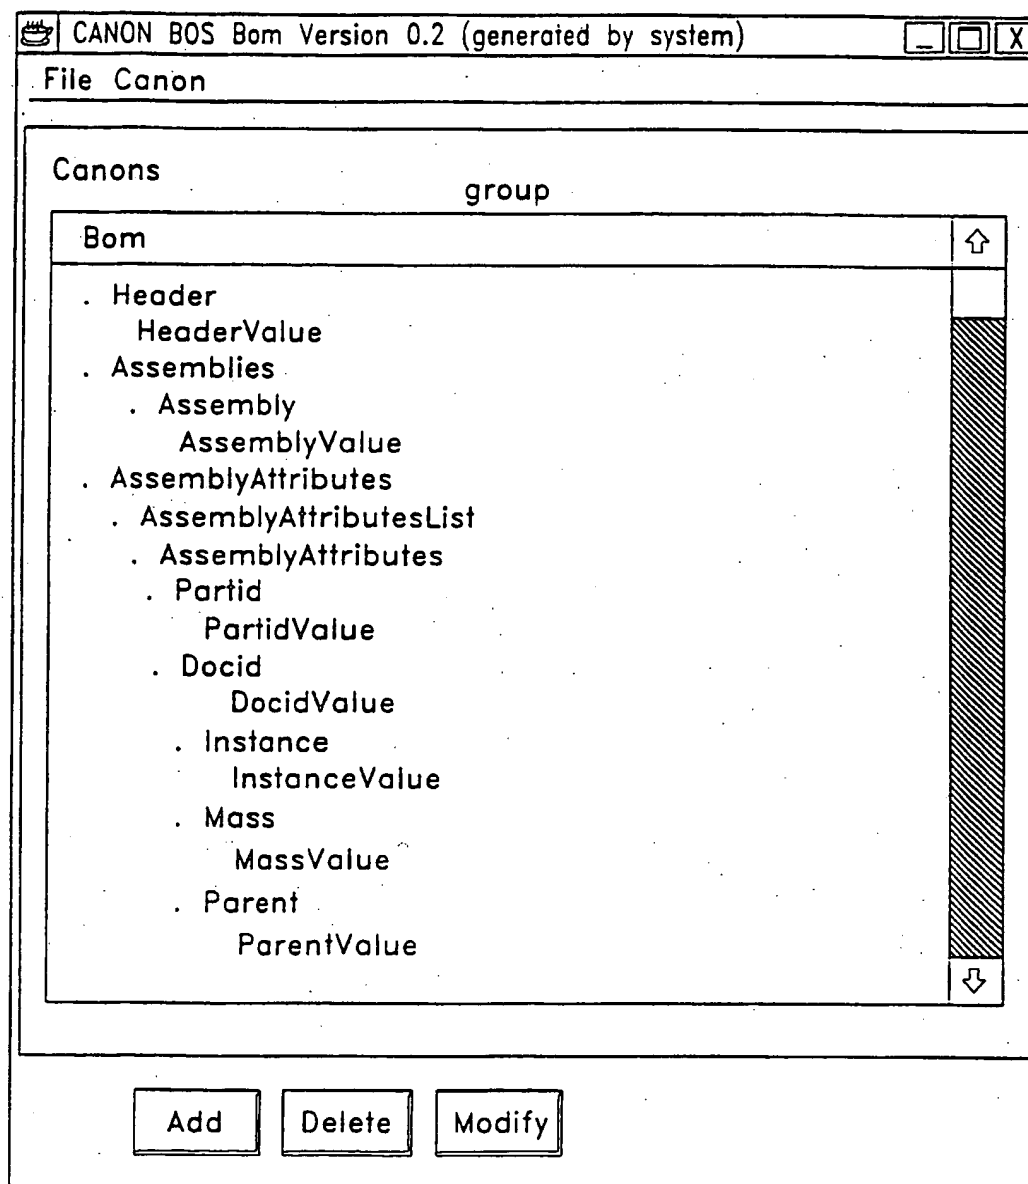 CANON BOS Bom Version 0.2 (generated by system) _ X
File Canon
Canons
group
Bom
. Header
HeaderValue
. Assemblies
. Assembly
AssemblyValue
. AssemblyAttributes
. AssemblyAttributesList
. AssemblyAttributes
. Partid
PartidValue
. Docid
DocidValue
. Instance
InstanceValue
. Mass
MassValue
. Parent
ParentValue
Add Delete Modify